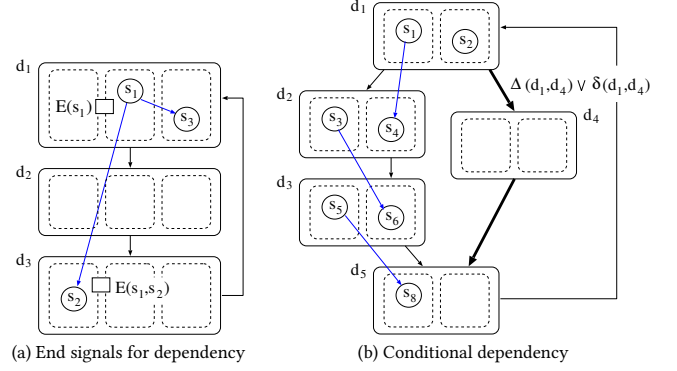 d1
s1
E(s1)
s3
d2
d3
s2
E(s1,s2)
(a) End signals for dependency
d1
s1
s2
Δ(d1,d4) ∨ δ(d1,d4)
d2
s3
s4
d4
d3
s5
s6
d5
s8
(b) Conditional dependency